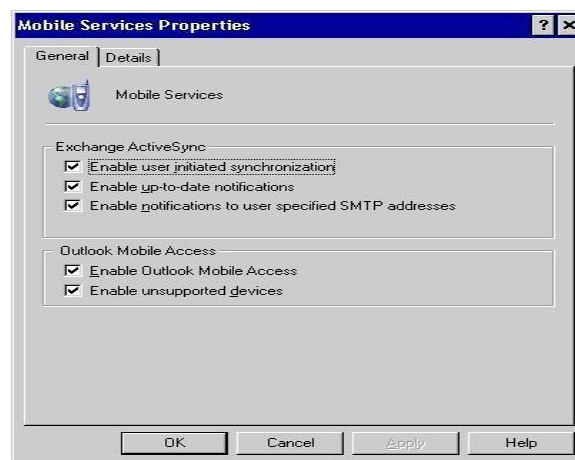 Mobile Services Properties
General Details
Mobile Services
Exchange ActiveSync
Enable user initiated synchronization
Enable up-to-date notifications
Enable notifications to user specified SMTP addresses
Outlook Mobile Access
Enable Outlook Mobile Access
Enable unsupported devices
OK Cancel Apply Help